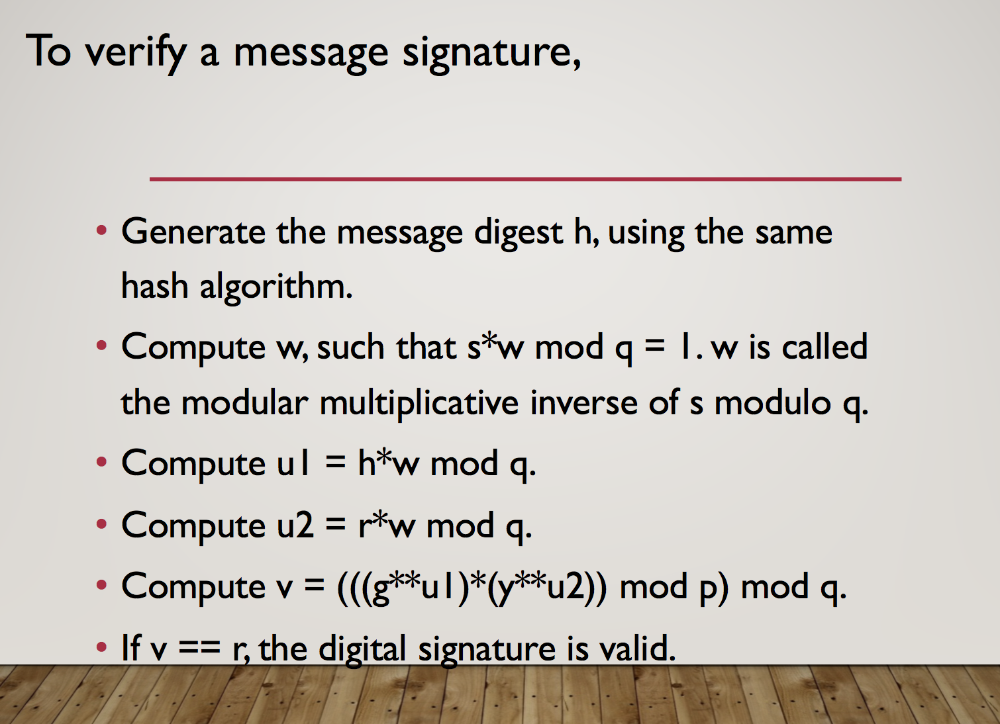 To verify a message signature,
• Generate the message digest h, using the same
hash algorithm.
• Compute w, such that s*w mod q = 1. w is called
the modular multiplicative inverse of s modulo q.
• Compute u1 = h*w mod q.
• Compute u2 = r*w mod q.
• Compute v = (((g**u1)*(y**u2)) mod p) mod q.
• If v == r, the digital signature is valid.